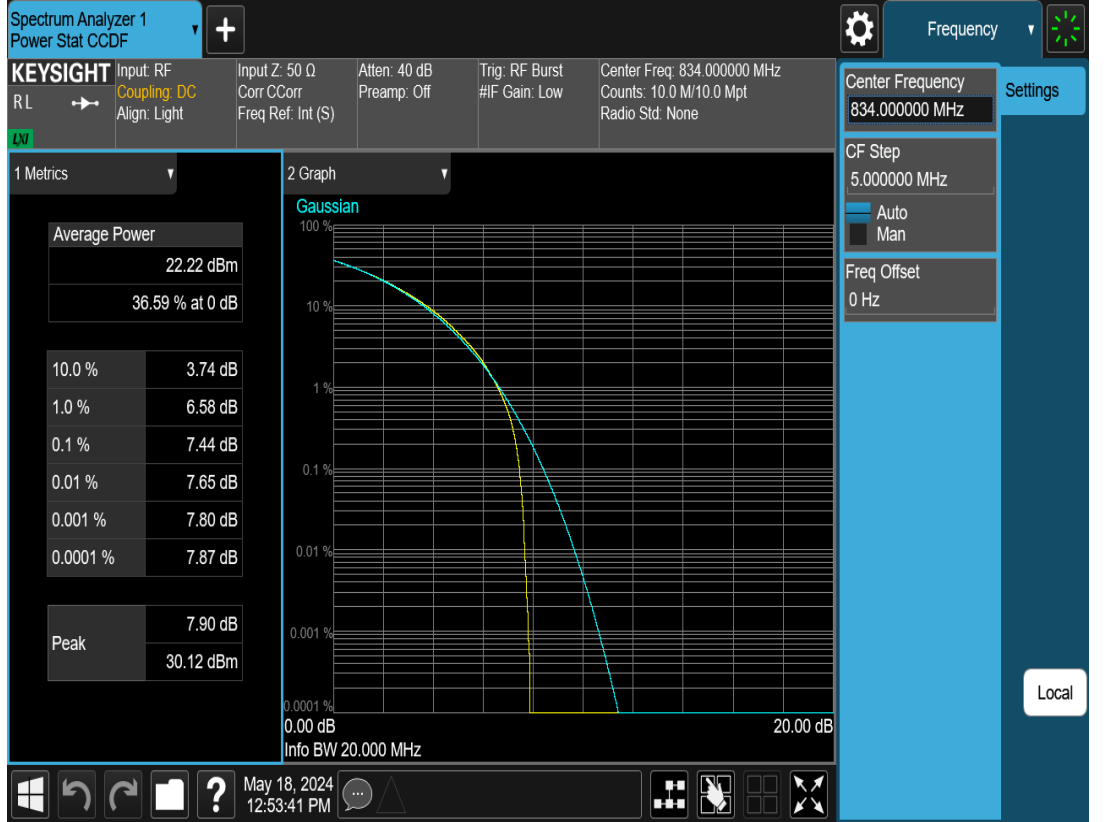 Spectrum Analyzer 1
Power Stat CCDF
+
Frequency
KEYSIGHT
RL
LXI
Input: RF
Coupling: DC
Align: Light
Input Z: 50 Ω
Corr CCorr
Freq Ref: Int (S)
Atten: 40 dB
Preamp: Off
Trig: RF Burst
#IF Gain: Low
Center Freq: 834.000000 MHz
Counts: 10.0 M/10.0 Mpt
Radio Std: None
Center Frequency
834.000000 MHz
Settings
CF Step
5.000000 MHz
Auto
Man
Freq Offset
0 Hz
Local
1 Metrics
Average Power
22.22 dBm
36.59 % at 0 dB
10.0 % 3.74 dB
1.0 % 6.58 dB
0.1 % 7.44 dB
0.01 % 7.65 dB
0.001 % 7.80 dB
0.0001 % 7.87 dB
Peak
7.90 dB
30.12 dBm
2 Graph
Gaussian
100 %
10 %
1 %
0.1 %
0.01 %
0.001 %
0.0001 %
0.00 dB 20.00 dB
Info BW 20.000 MHz
?
May 18, 2024
12:53:41 PM